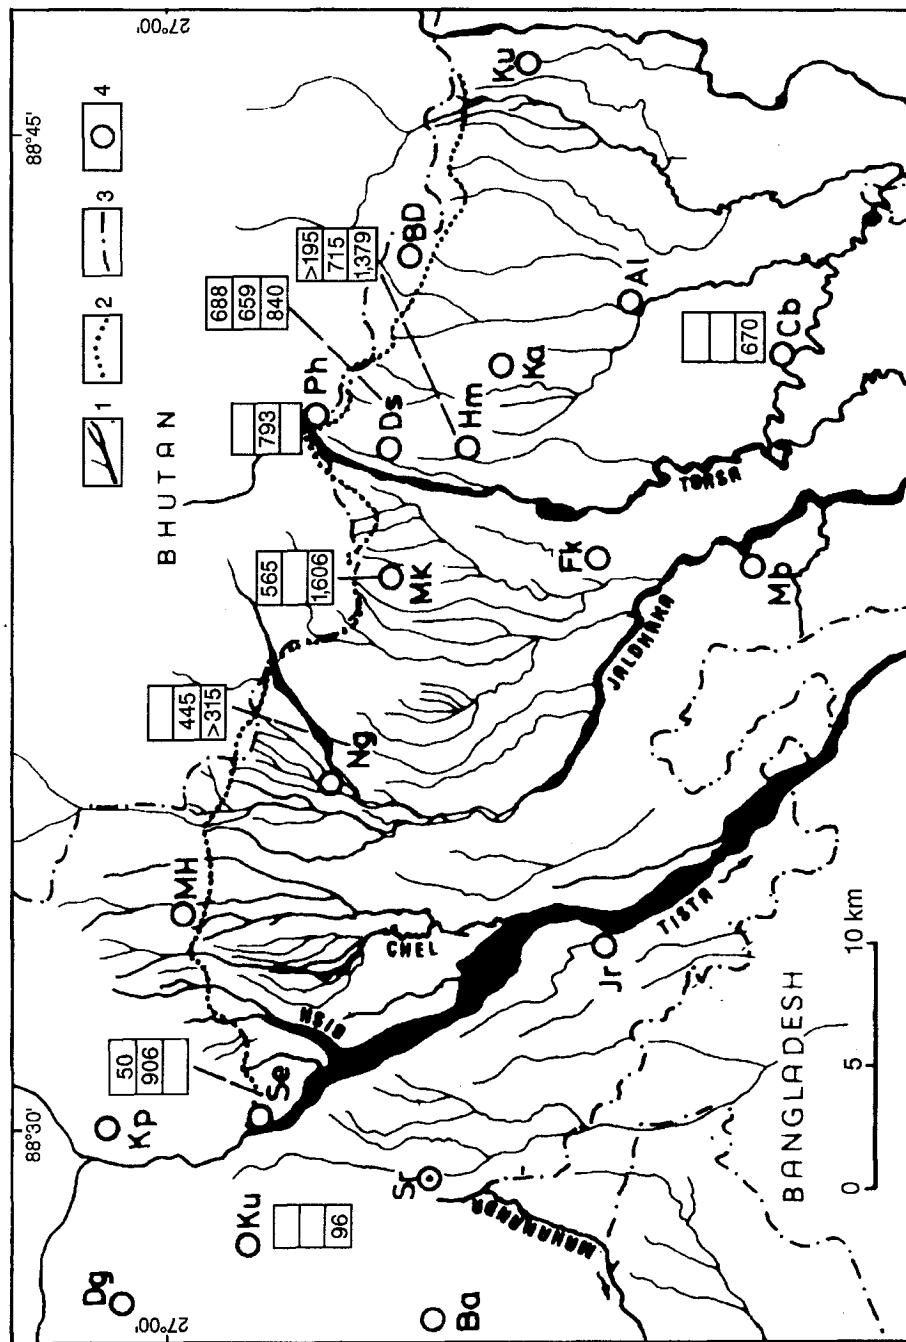 88°30'
88°45'
27°00'
27°00'
1
2
3
4
BHUTAN
BANGLADESH
0
5
10 km
Dg
Kp
Ku
96
Ba
Sr
MAHANANDA
50
906
Se
BISH
MH
CHEL
Jr
TISTA
445
>315
Ng
JALDHAKA
565
1,606
MK
Fk
Mb
793
Ph
688
659
840
Ds
>195
715
1,379
Hm
Ka
BD
Al
TORSA
670
Cb
Ku